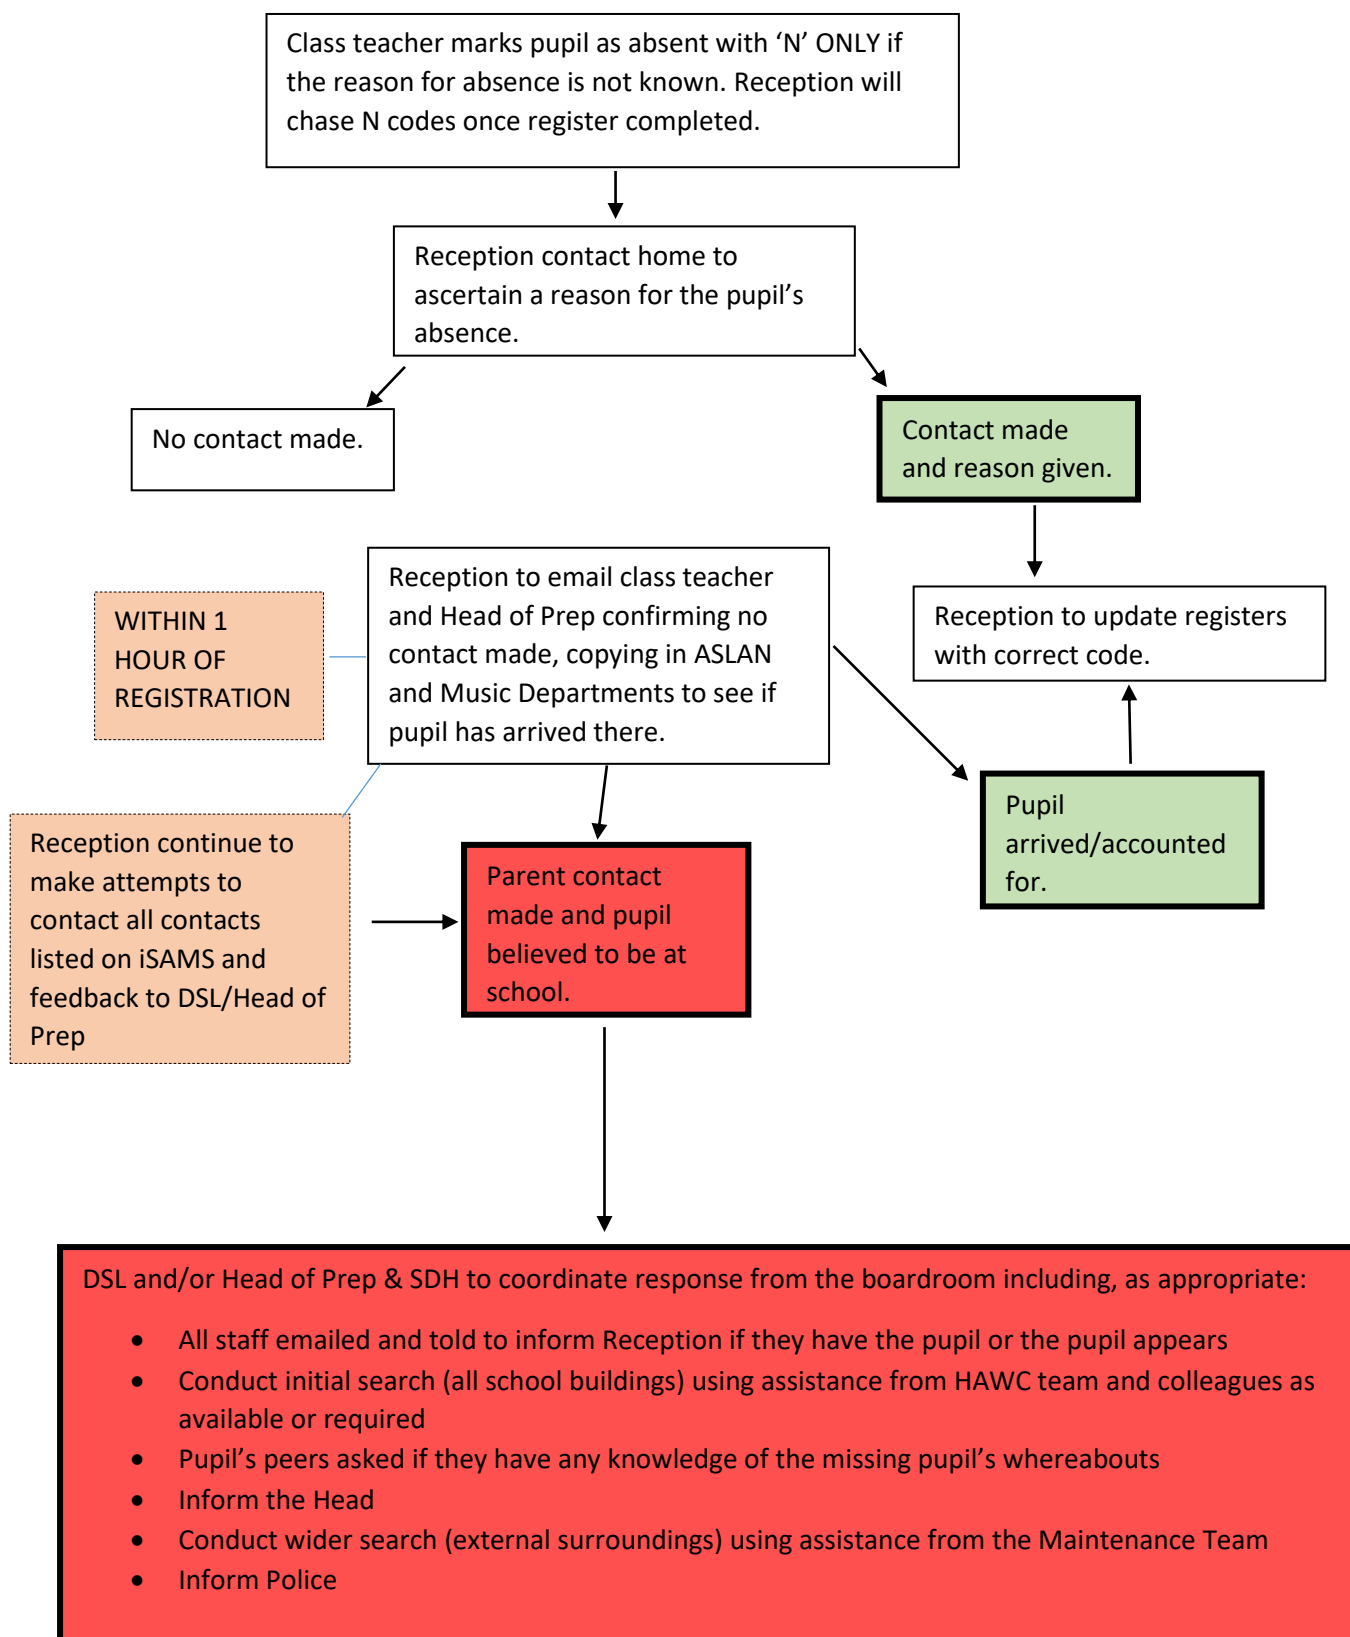 Class teacher marks pupil as absent with ‘N’ ONLY if
the reason for absence is not known. Reception will
chase N codes once register completed.
Reception contact home to
ascertain a reason for the pupil’s
absence.
No contact made.
Contact made
and reason given.
WITHIN 1
HOUR OF
REGISTRATION
Reception to email class teacher
and Head of Prep confirming no
contact made, copying in ASLAN
and Music Departments to see if
pupil has arrived there.
Reception to update registers
with correct code.
Reception continue to
make attempts to
contact all contacts
listed on iSAMS and
feedback to DSL/Head of
Prep
Parent contact
made and pupil
believed to be at
school.
Pupil
arrived/accounted
for.
DSL and/or Head of Prep & SDH to coordinate response from the boardroom including, as appropriate:
• All staff emailed and told to inform Reception if they have the pupil or the pupil appears
• Conduct initial search (all school buildings) using assistance from HAWC team and colleagues as
available or required
• Pupil’s peers asked if they have any knowledge of the missing pupil’s whereabouts
• Inform the Head
• Conduct wider search (external surroundings) using assistance from the Maintenance Team
• Inform Police